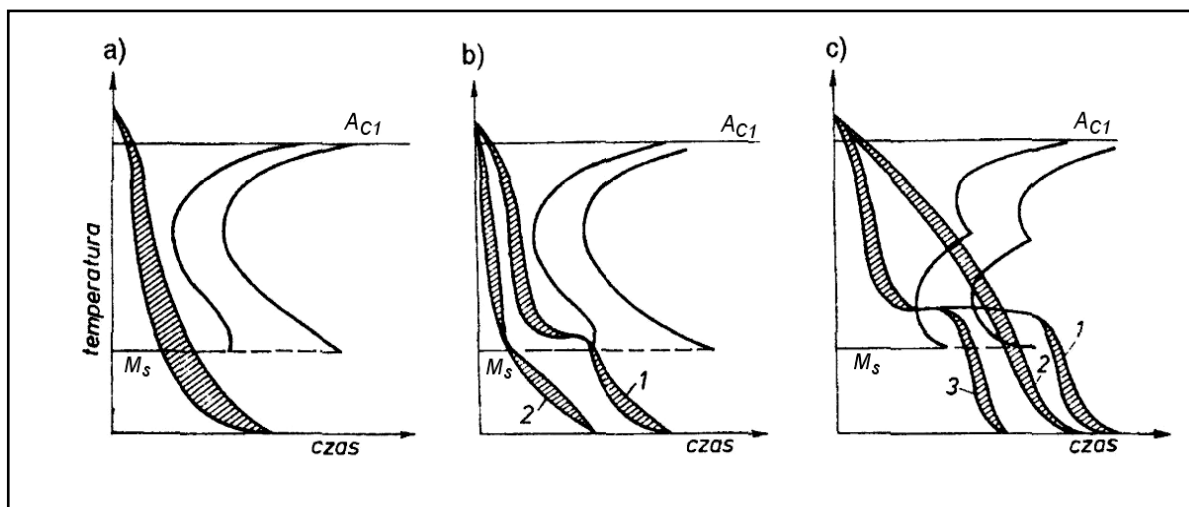 a)
temperatura
A_C1
M_s
czas
b)
A_C1
M_s
1
2
czas
c)
A_C1
M_s
1
2
3
czas